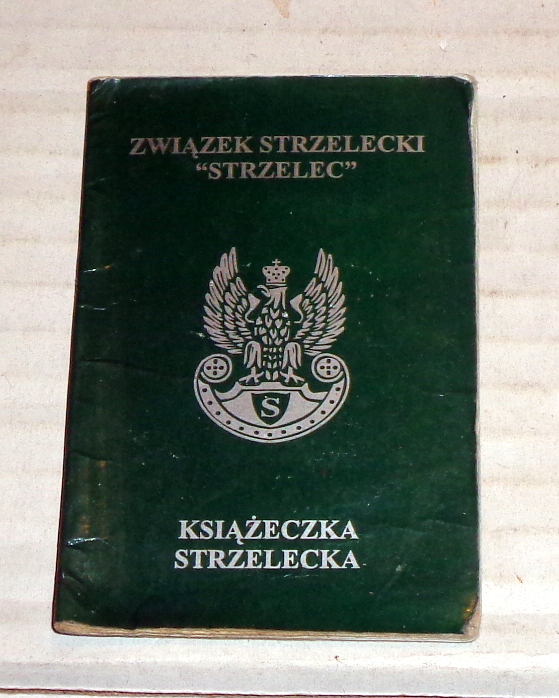 ZWIĄZEK STRZELECKI
“STRZELEC”
S
KSIĄŻECZKA
STRZELECKA